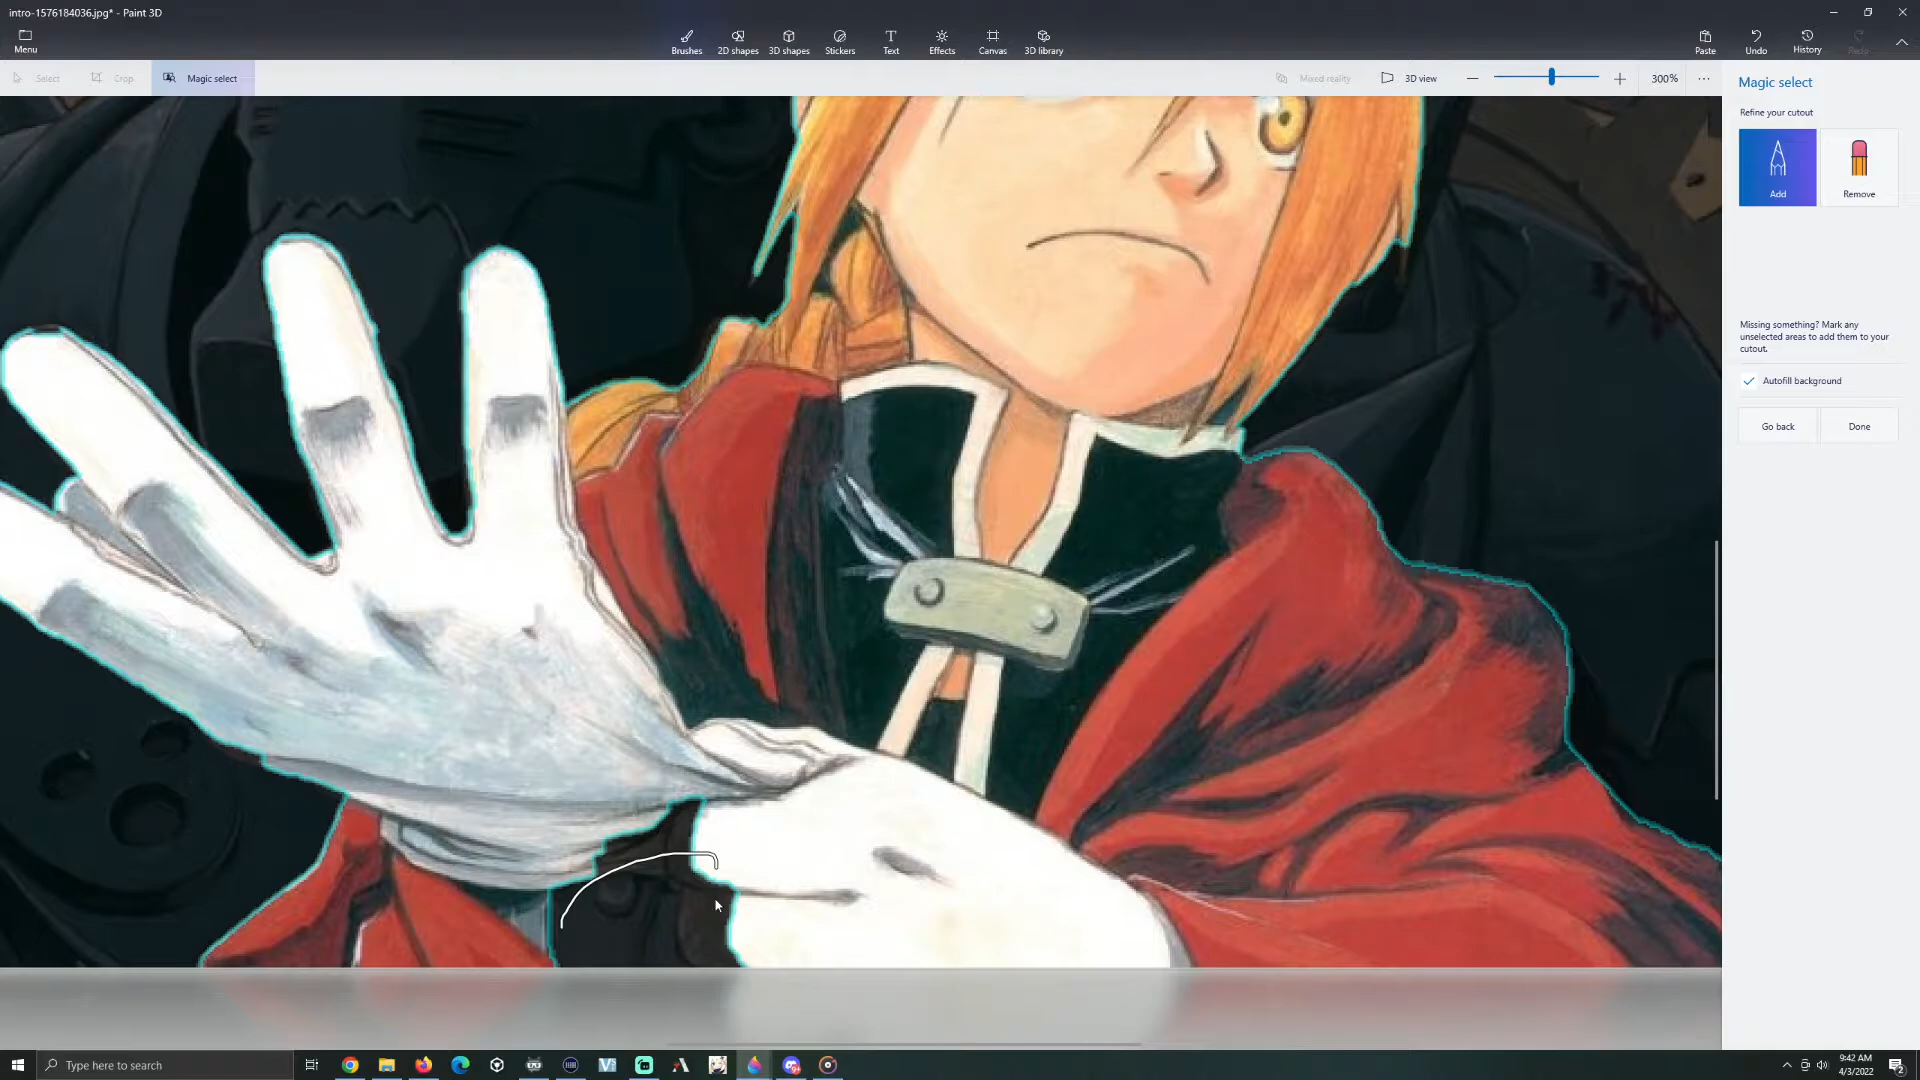 intro-1576184036.jpg* - Paint 3D
Menu
Brushes
2D shapes
3D shapes
Stickers
Text
Effects
Canvas
3D library
Paste
Undo
History
Redo
Select
Crop
Magic select
Mixed reality
3D view
300%
Magic select
Refine your cutout
Add
Remove
Missing something? Mark any
unselected areas to add them to your
cutout.
Autofill background
Go back
Done
Type here to search
9:42 AM
4/3/2022